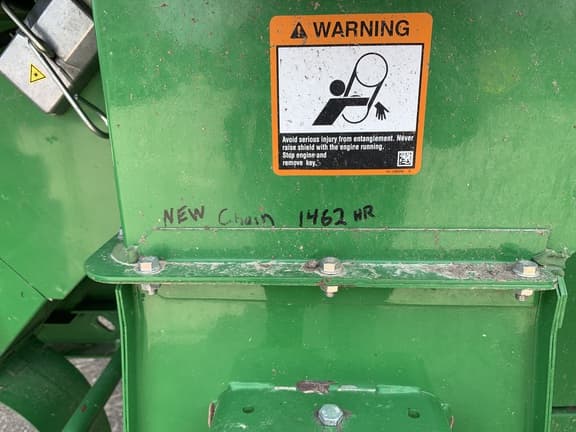 WARNING
Avoid serious injury from entanglement. Never
raise shield with the engine running.
Stop engine and
remove key.
NEW Chain 1462 HR